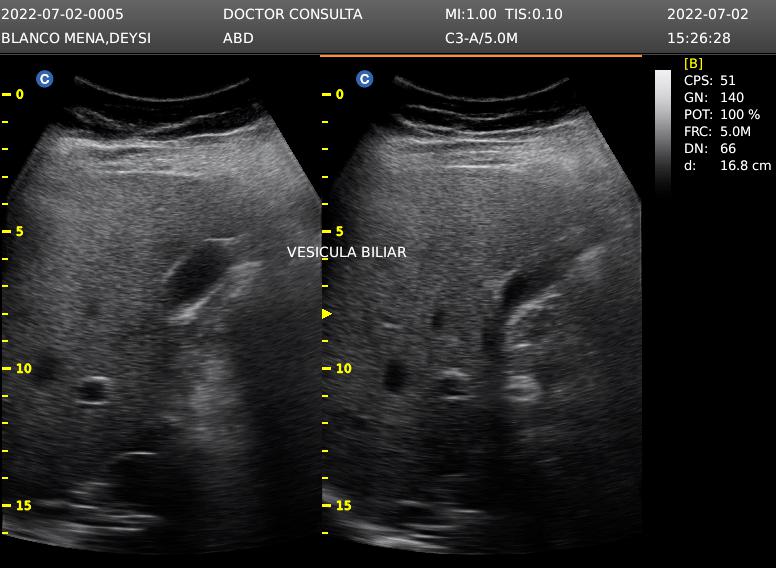 2022-07-02-0005 DOCTOR CONSULTA MI:1.00 TIS:0.10 2022-07-02
BLANCO MENA,DEYSI ABD C3-A/5.0M 15:26:28
C C
[B]
CPS: 51
GN: 140
POT: 100 %
FRC: 5.0M
DN: 66
d: 16.8 cm
0 0
5 5
VESICULA BILIAR
10 10
15 15